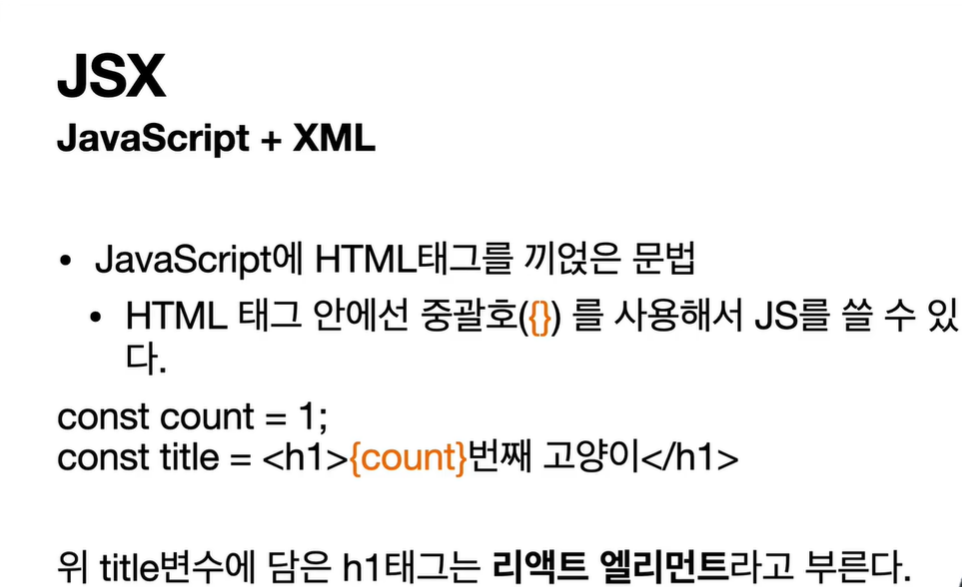 JSX
JavaScript + XML
• JavaScript에 HTML태그를 끼얹은 문법
• HTML 태그 안에선 중괄호({}) 를 사용해서 JS를 쓸 수 있
다.
const count = 1;
const title = <h1>{count}번째 고양이</h1>
위 title변수에 담은 h1태그는 리액트 엘리먼트라고 부른다.